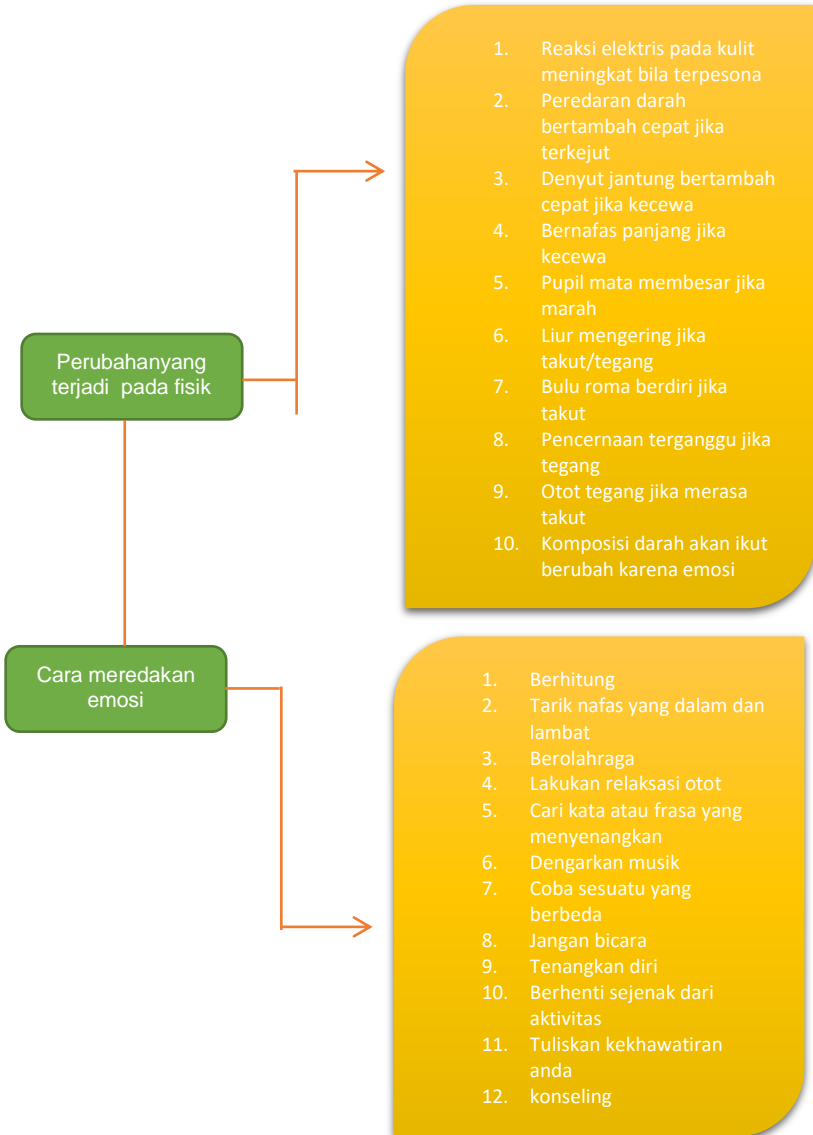 1. Reaksi elektris pada kulit
meningkat bila terpesona
2. Peredaran darah
bertambah cepat jika
terkejut
3. Denyut jantung bertambah
cepat jika kecewa
4. Bernafas panjang jika
kecewa
5. Pupil mata membesar jika
marah
6. Liur mengering jika
takut/tegang
7. Bulu roma berdiri jika
takut
8. Pencernaan terganggu jika
tegang
9. Otot tegang jika merasa
takut
10. Komposisi darah akan ikut
berubah karena emosi
Perubahanyang
terjadi pada fisik
Cara meredakan
emosi
1. Berhitung
2. Tarik nafas yang dalam dan
lambat
3. Berolahraga
4. Lakukan relaksasi otot
5. Cari kata atau frasa yang
menyenangkan
6. Dengarkan musik
7. Coba sesuatu yang
berbeda
8. Jangan bicara
9. Tenangkan diri
10. Berhenti sejenak dari
aktivitas
11. Tuliskan kekhawatiran
anda
12. konseling